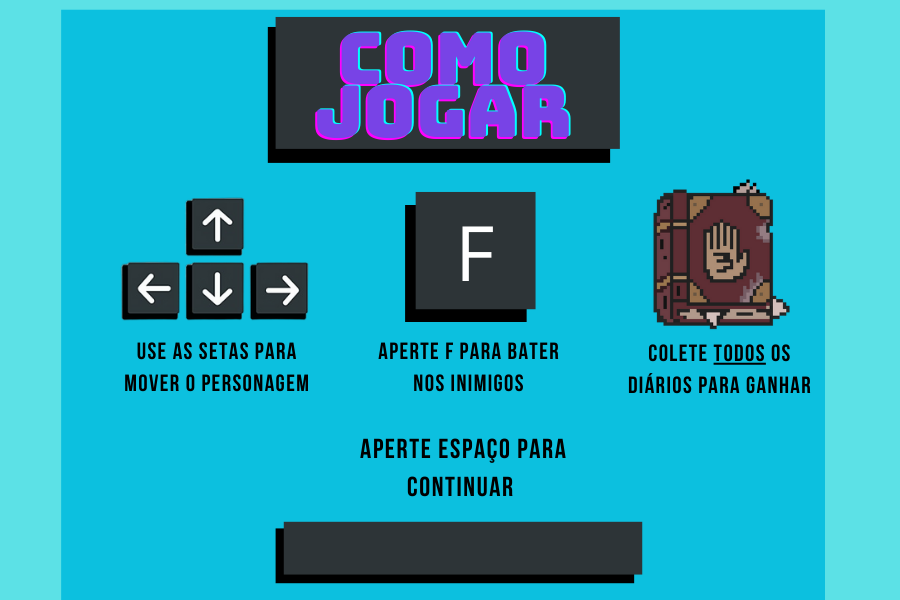 COMO
JOGAR
F
USE AS SETAS PARA
MOVER O PERSONAGEM
APERTE F PARA BATER
NOS INIMIGOS
COLETE TODOS OS
DIÁRIOS PARA GANHAR
APERTE ESPAÇO PARA
CONTINUAR